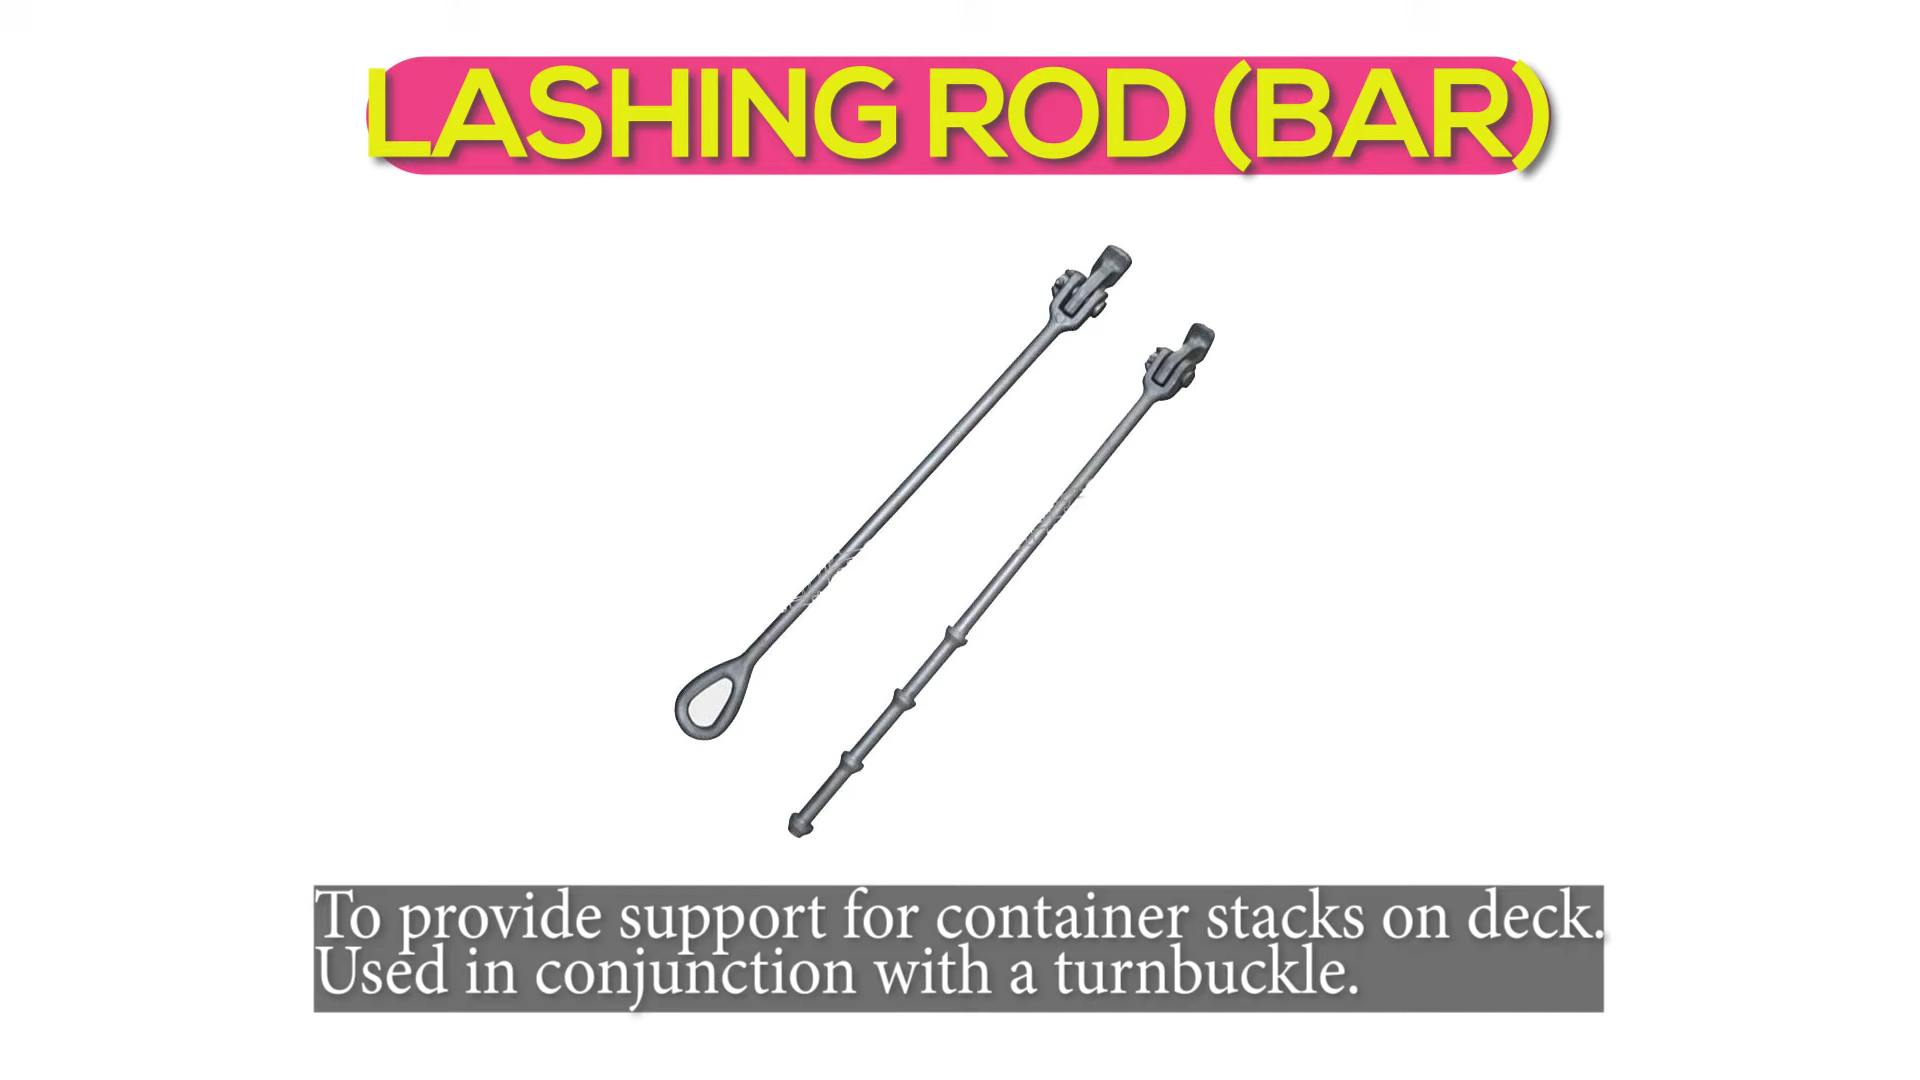 LASHING ROD (BAR)
To provide support for container stacks on deck.
Used in conjunction with a turnbuckle.